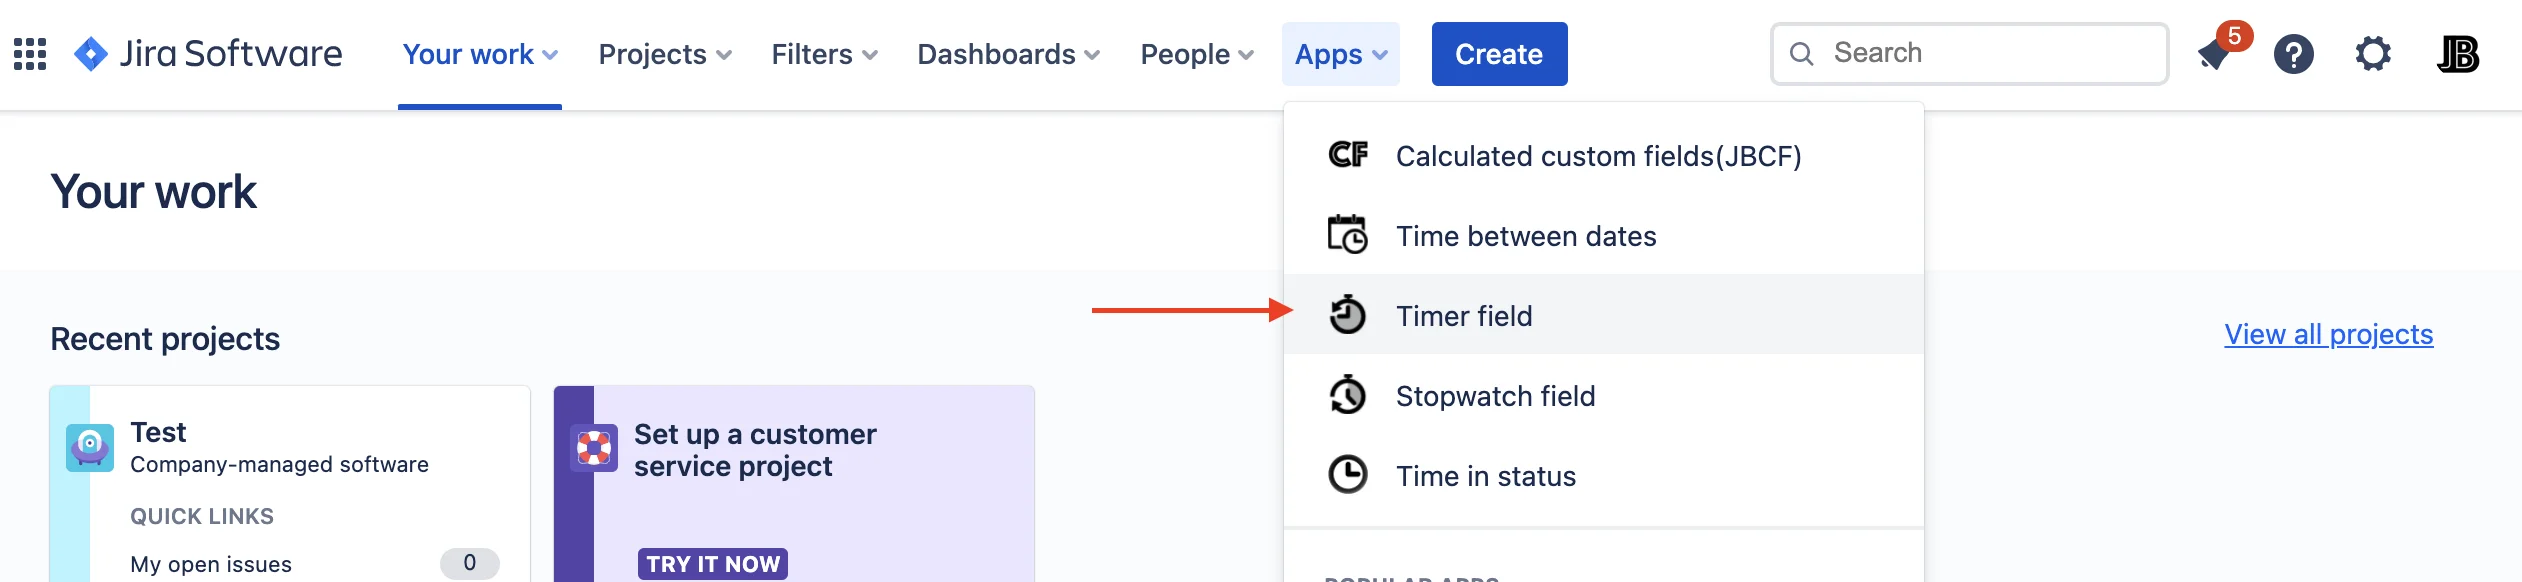 Jira Software Your work Projects Filters Dashboards People Apps Create Search 5 ? JB
CF Calculated custom fields(JBCF)
Your work
Time between dates
Timer field
Recent projects
View all projects
Stopwatch field
Test
Company-managed software
Set up a customer
service project
Time in status
QUICK LINKS
My open issues 0
TRY IT NOW
POPULAR APPS